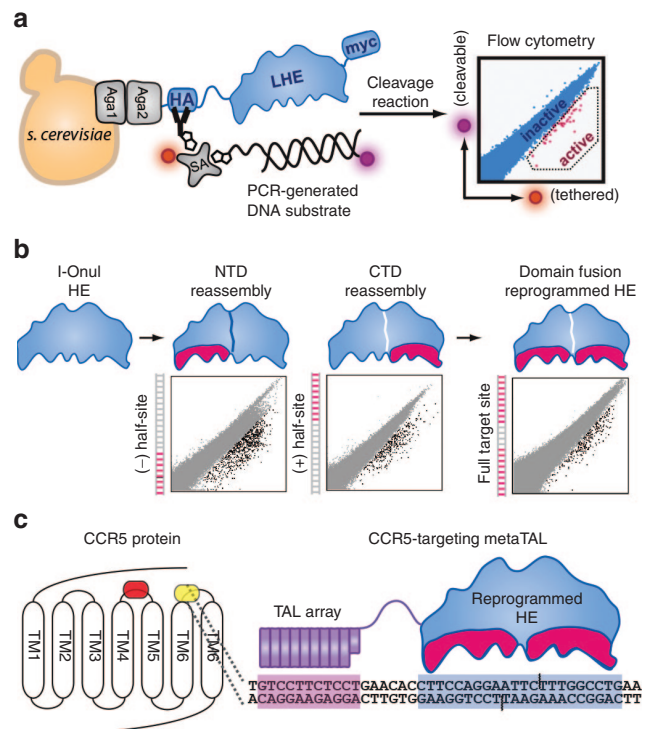 a
s. cerevisiae
Aga1
Aga2
HA
LHE
myc
SA
PCR-generated
DNA substrate
Cleavage
reaction
Flow cytometry
(cleavable)
inactive
active
(tethered)
b
I-OnuI
HE
NTD
reassembly
CTD
reassembly
Domain fusion
reprogrammed HE
(−) half-site
(+) half-site
Full target site
c
CCR5 protein
CCR5-targeting metaTAL
TM1
TM2
TM3
TM4
TM5
TM6
TM6
TAL array
Reprogrammed
HE
TGTCCTTCTCCTGAACACCTTCCAGGAATTCTTTGGCCTGAA
ACAGGAAGAGGACTTGTGGAAGGTCCTTAAGAAACCGGACTT